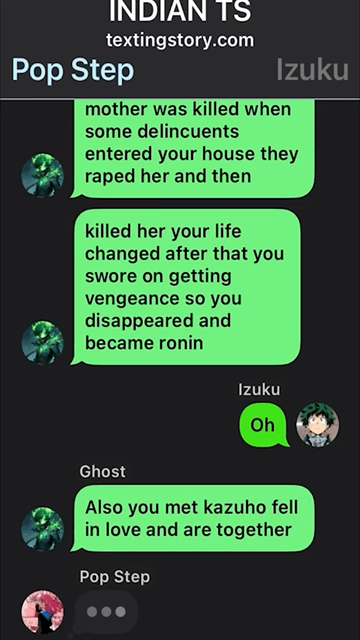 INDIAN TS
textingstory.com
Pop Step
Izuku
mother was killed when
some delincuents
entered your house they
raped her and then
killed her your life
changed after that you
swore on getting
vengeance so you
disappeared and
became ronin
Izuku
Oh
Ghost
Also you met kazuho fell
in love and are together
Pop Step